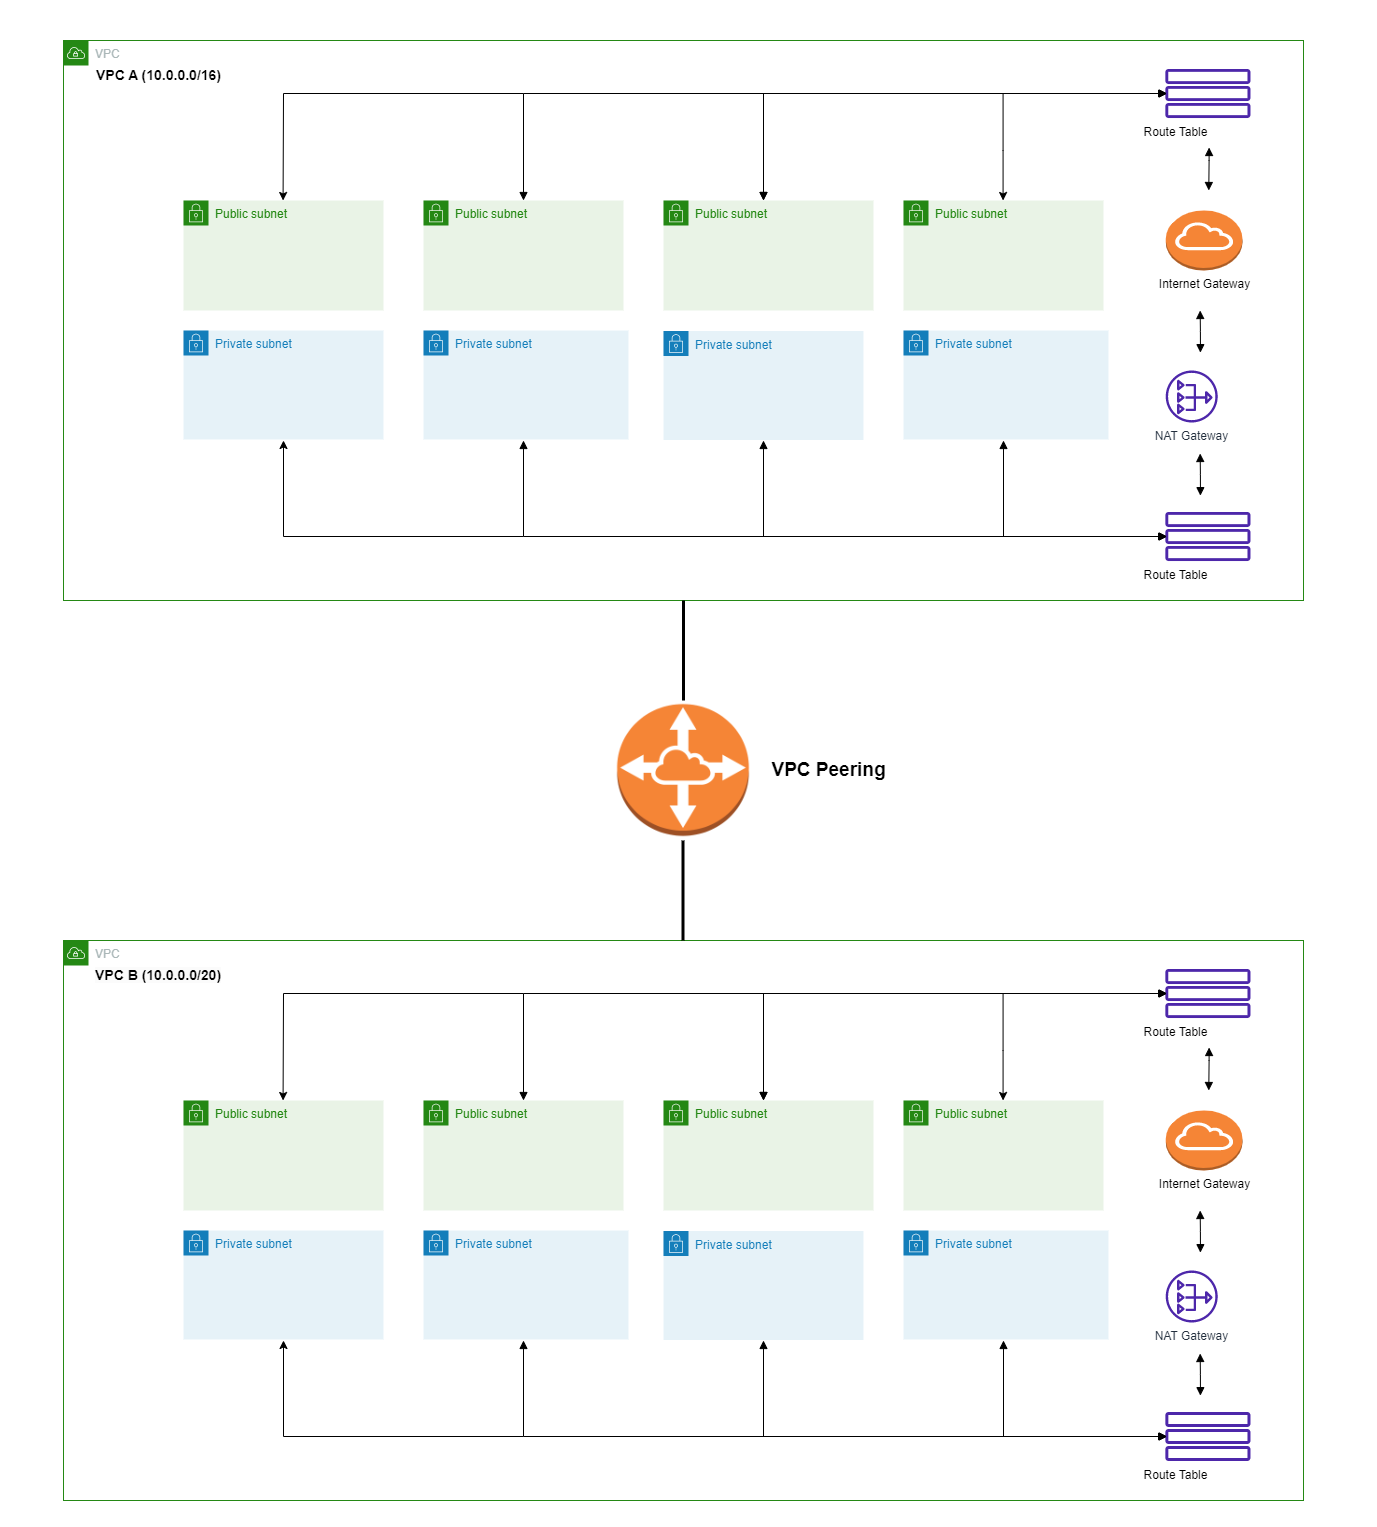 VPC
VPC A (10.0.0.0/16)
Route Table
Public subnet
Public subnet
Public subnet
Public subnet
Internet Gateway
Private subnet
Private subnet
Private subnet
Private subnet
NAT Gateway
Route Table
VPC Peering
VPC
VPC B (10.0.0.0/20)
Route Table
Public subnet
Public subnet
Public subnet
Public subnet
Internet Gateway
Private subnet
Private subnet
Private subnet
Private subnet
NAT Gateway
Route Table